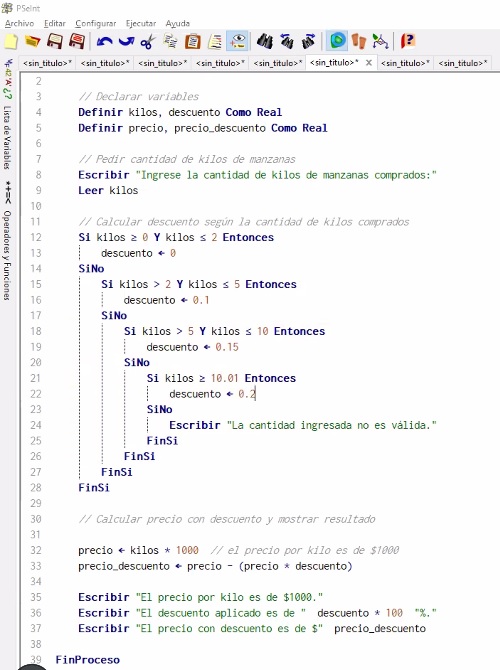 PSeInt
Archivo Editar Configurar Ejecutar Ayuda
<sin_titulo>* <sin_titulo>* <sin_titulo>* <sin_titulo>* <sin_titulo>* <sin_titulo>* X <sin_titulo>* <sin_titulo>*
Lista de Variables
Operadores y Funciones
2
3 // Declarar variables
4 Definir kilos, descuento Como Real
5 Definir precio, precio_descuento Como Real
6
7 // Pedir cantidad de kilos de manzanas
8 Escribir "Ingrese la cantidad de kilos de manzanas comprados:"
9 Leer kilos
10
11 // Calcular descuento según la cantidad de kilos comprados
12 Si kilos ≥ 0 Y kilos ≤ 2 Entonces
13 descuento ← 0
14 SiNo
15 Si kilos > 2 Y kilos ≤ 5 Entonces
16 descuento ← 0.1
17 SiNo
18 Si kilos > 5 Y kilos ≤ 10 Entonces
19 descuento ← 0.15
20 SiNo
21 Si kilos ≥ 10.01 Entonces
22 descuento ← 0.2
23 SiNo
24 Escribir "La cantidad ingresada no es válida."
25 FinSi
26 FinSi
27 FinSi
28 FinSi
29
30 // Calcular precio con descuento y mostrar resultado
31
32 precio ← kilos * 1000 // el precio por kilo es de $1000
33 precio_descuento ← precio - (precio * descuento)
34
35 Escribir "El precio por kilo es de $1000."
36 Escribir "El descuento aplicado es de " descuento * 100 "%."
37 Escribir "El precio con descuento es de $" precio_descuento
38
39 FinProceso